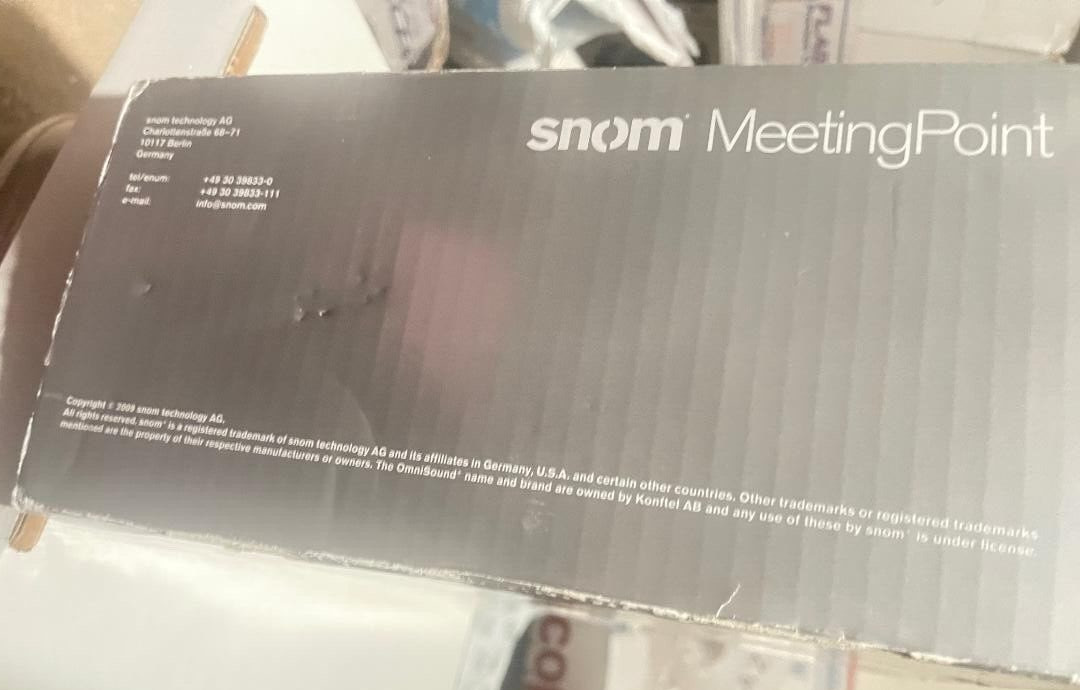 snom technology AG
Charlottenstraße 68-71
10117 Berlin
Germany
tel/enum: +49 30 39833-0
fax: +49 30 39833-111
e-mail: info@snom.com
snom® MeetingPoint
Copyright © 2009 snom technology AG.
All rights reserved. snom® is a registered trademark of snom technology AG and its affiliates in Germany, U.S.A. and certain other countries. Other trademarks or registered trademarks
mentioned are the property of their respective manufacturers or owners. The OmniSound® name and brand are owned by Konftel AB and any use of these by snom® is under license.